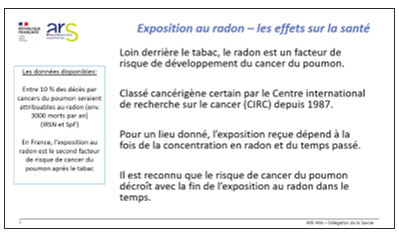 RÉPUBLIQUE
FRANÇAISE
ars
Exposition au radon – les effets sur la santé
Les données disponibles:
Entre 10 % des décès par
cancers du poumon seraient
attribuables au radon (env.
3000 morts par an)
(IRSN et SpF)
En France, l'exposition au
radon est le second facteur
de risque de cancer du
poumon après le tabac
Loin derrière le tabac, le radon est un facteur de
risque de développement du cancer du poumon.
Classé cancérigène certain par le Centre international
de recherche sur le cancer (CIRC) depuis 1987.
Pour un lieu donné, l'exposition reçue dépend à la
fois de la concentration en radon et du temps passé.
Il est reconnu que le risque de cancer du poumon
décroît avec la fin de l'exposition au radon dans le
temps.
ARS ARA – Délégation de la Savoie